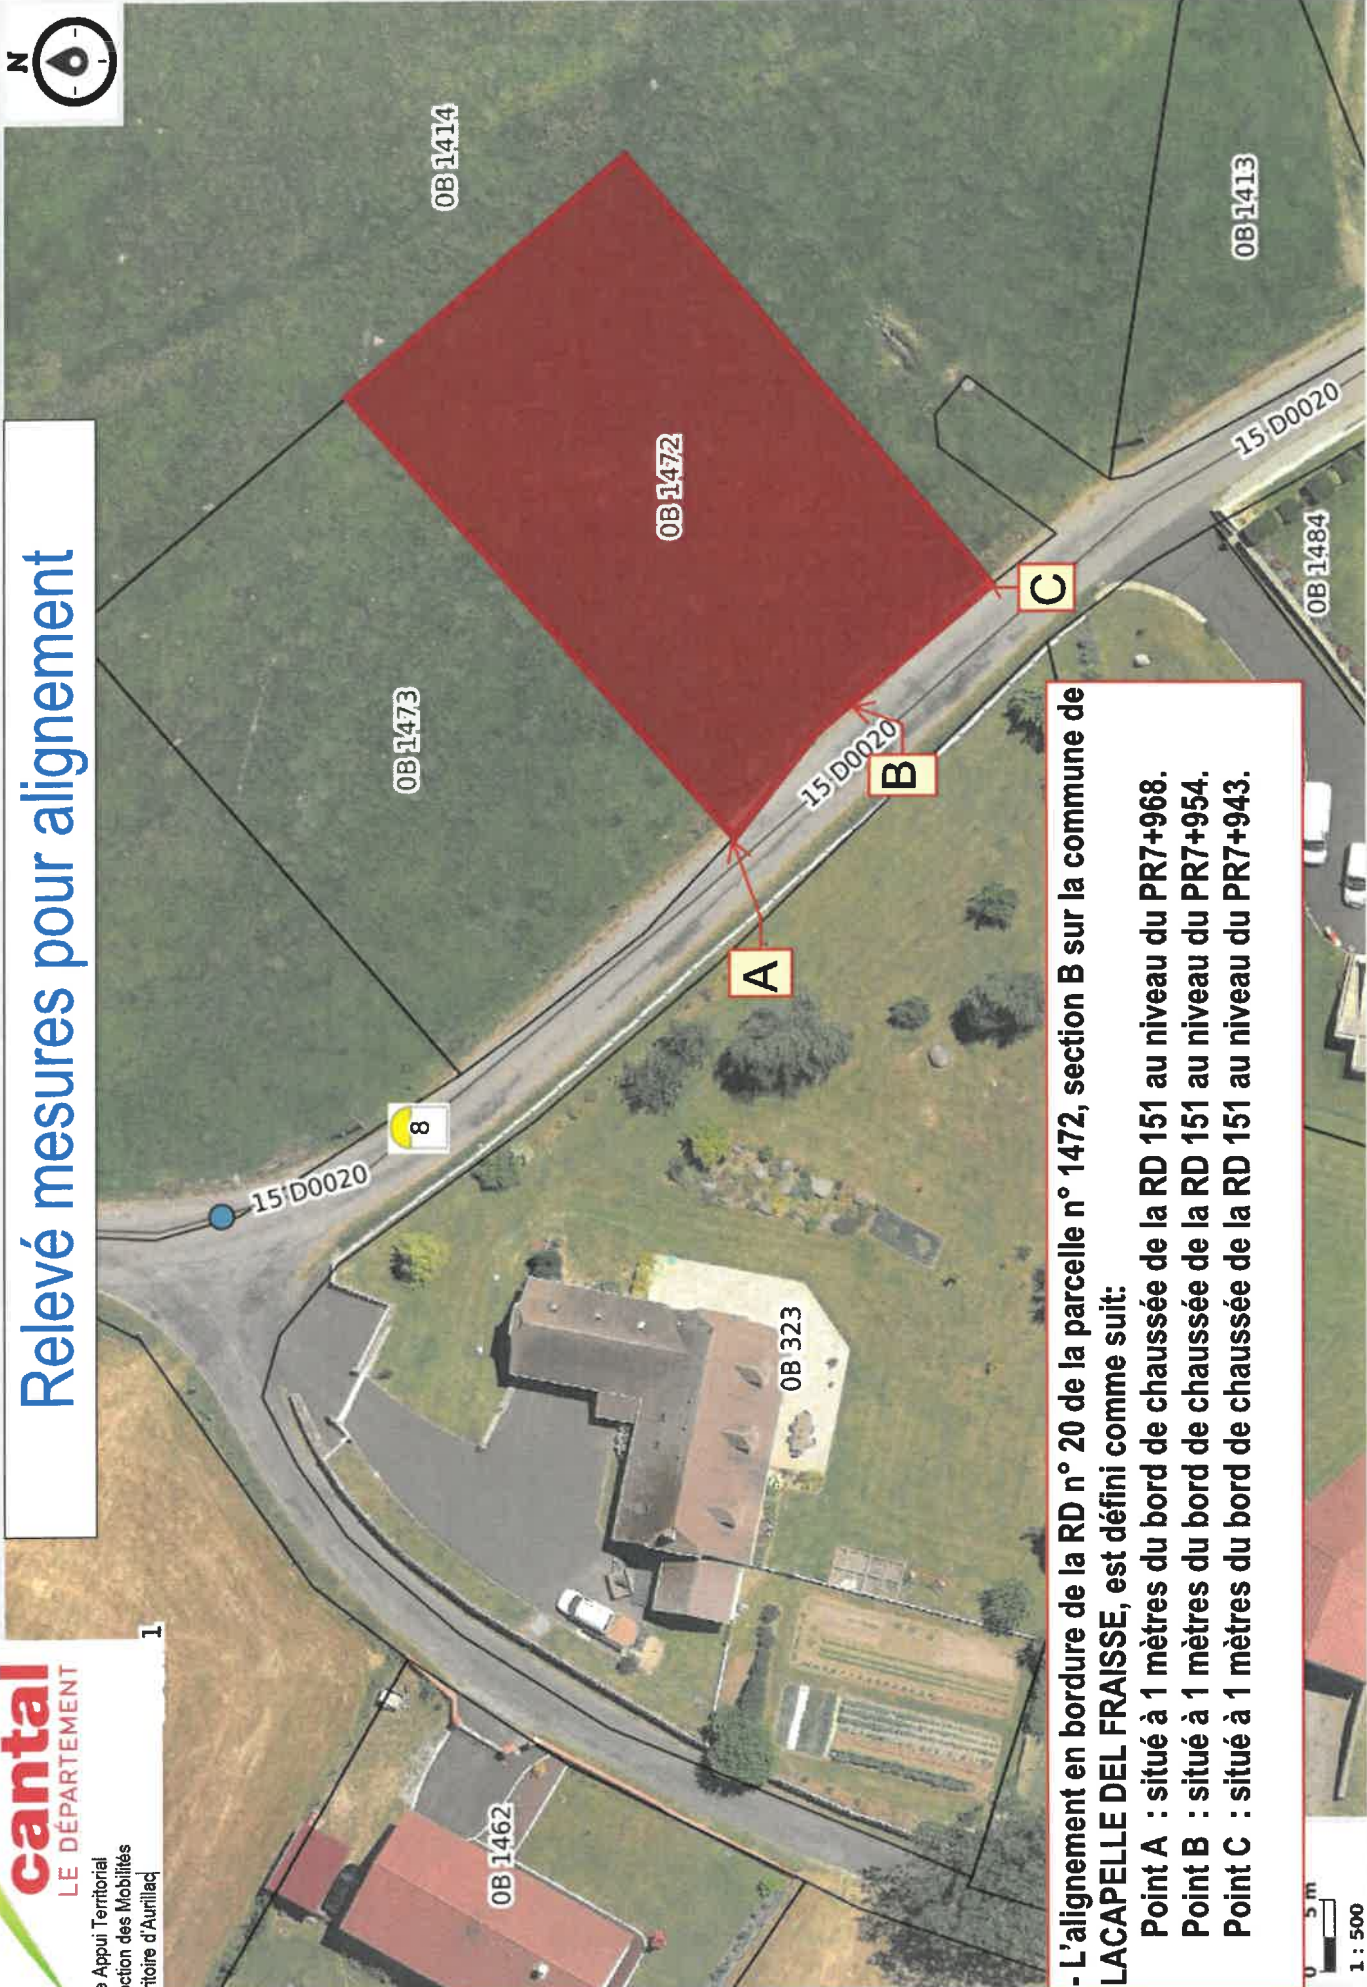 cantal
LE DÉPARTEMENT
Appui Territorial
ction des Mobilités
ritoire d'Aurillac
1
Relevé mesures pour alignement
N
0B 1414
0B 1473
0B 1472
0B 1413
15 D0020
8
15 D0020
15 D0020
A
B
C
0B 323
0B 1462
0B 1484
- L'alignement en bordure de la RD n° 20 de la parcelle n° 1472, section B sur la commune de
LACAPELLE DEL FRAISSE, est défini comme suit:
Point A : situé à 1 mètres du bord de chaussée de la RD 151 au niveau du PR7+968.
Point B : situé à 1 mètres du bord de chaussée de la RD 151 au niveau du PR7+954.
Point C : situé à 1 mètres du bord de chaussée de la RD 151 au niveau du PR7+943.
0 5 m
1 : 500